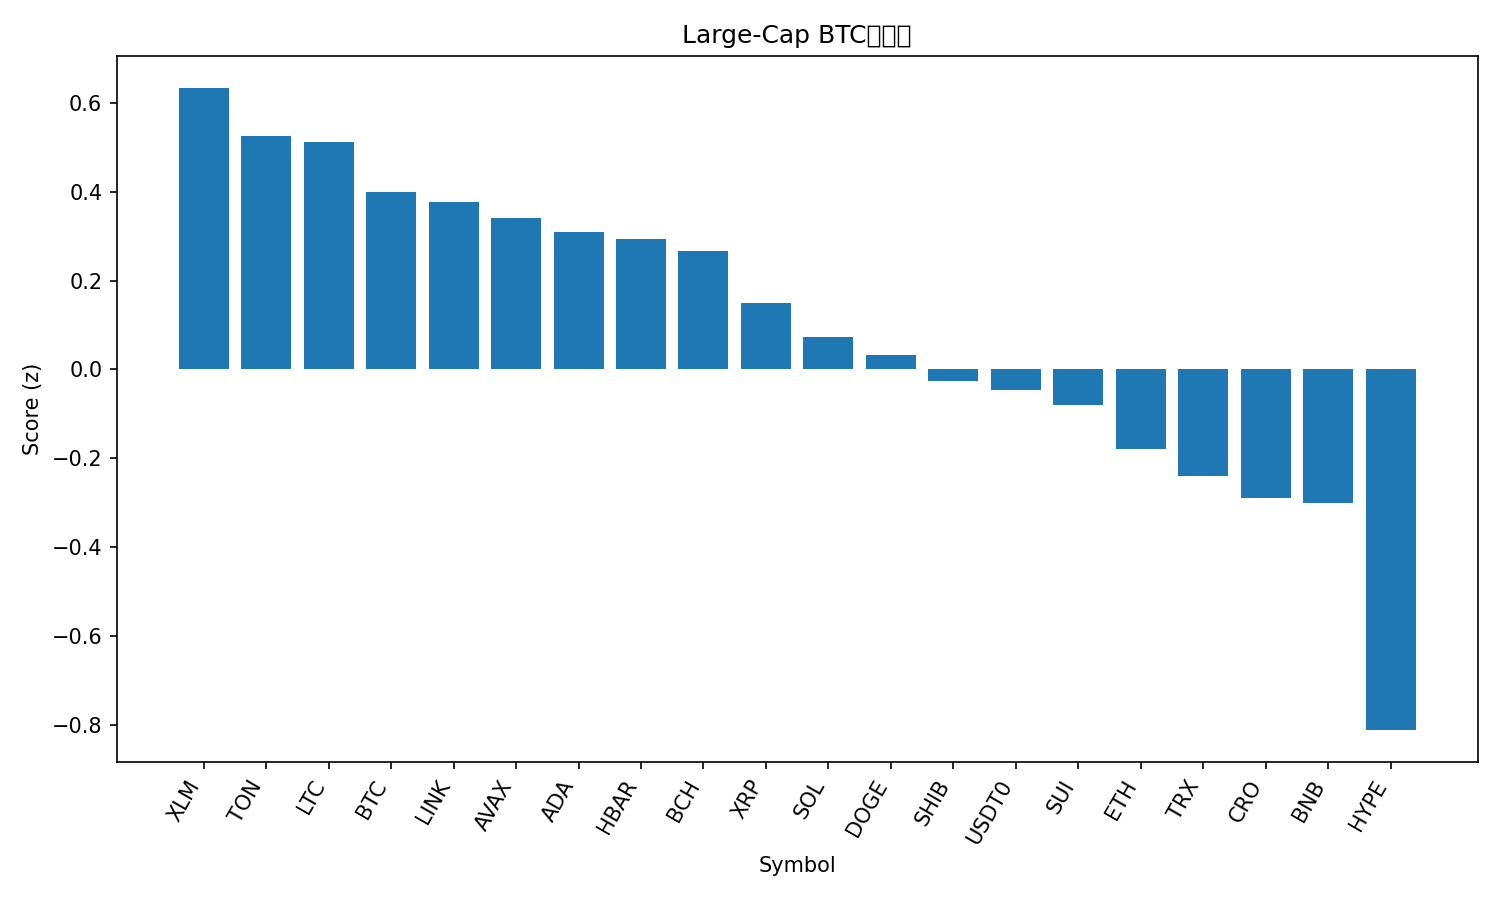 Large-Cap BTC
0.6
0.4
0.2
0.0
−0.2
−0.4
−0.6
−0.8
Score (z)
XLM
TON
LTC
BTC
LINK
AVAX
ADA
HBAR
BCH
XRP
SOL
DOGE
SHIB
USDT0
SUI
ETH
TRX
CRO
BNB
HYPE
Symbol